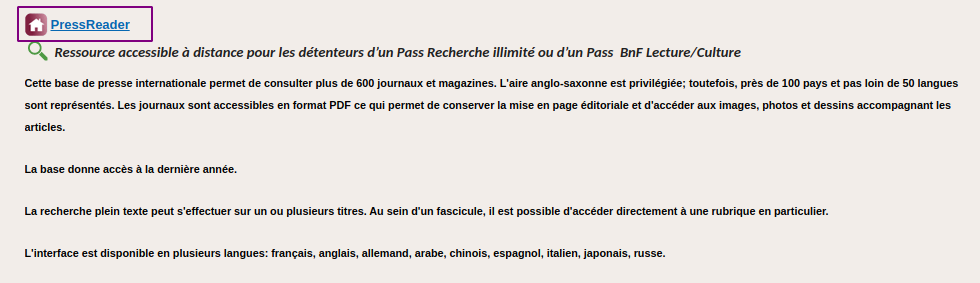 PressReader
Ressource accessible à distance pour les détenteurs d'un Pass Recherche illimité ou d'un Pass BnF Lecture/Culture
Cette base de presse internationale permet de consulter plus de 600 journaux et magazines. L'aire anglo-saxonne est privilégiée; toutefois, près de 100 pays et pas loin de 50 langues
sont représentés. Les journaux sont accessibles en format PDF ce qui permet de conserver la mise en page éditoriale et d'accéder aux images, photos et dessins accompagnant les
articles.
La base donne accès à la dernière année.
La recherche plein texte peut s'effectuer sur un ou plusieurs titres. Au sein d'un fascicule, il est possible d'accéder directement à une rubrique en particulier.
L'interface est disponible en plusieurs langues: français, anglais, allemand, arabe, chinois, espagnol, italien, japonais, russe.